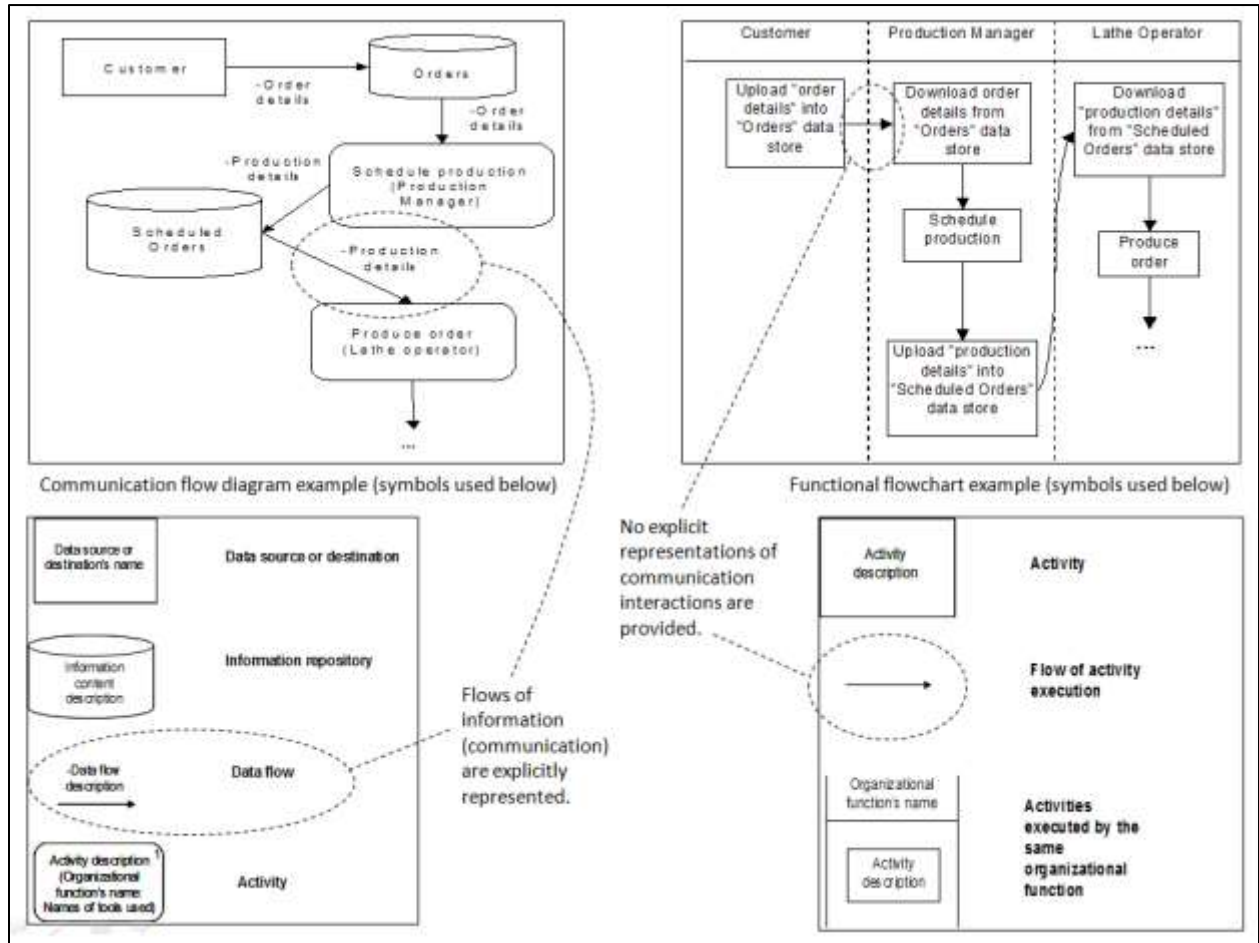 Customer
-Order
details
Orders
-Order
details
-Production
details
Schedule production
(Production
Manager)
Scheduled
Orders
-Production
details
Produce order
(Lathe operator)
...
Communication flow diagram example (symbols used below)
Customer
Production Manager
Lathe Operator
Upload "order
details" into
"Orders" data
store
Download order
details from
"Orders" data
store
Download
"production details"
from "Scheduled
Orders" data store
Schedule
production
Produce
order
...
Upload "production
details" into
"Scheduled Orders"
data store
Functional flowchart example (symbols used below)
Data source or
destination's name
Data source or destination
Information
content
description
Information repository
-Data flow
description
Data flow
Activity description 1
(Organizational
function's name:
Names of tools used)
Activity
Flows of
information
(communication)
are explicitly
represented.
No explicit
representations of
communication
interactions are
provided.
Activity
description
Activity
Flow of activity
execution
Organizational
function's name
Activity
description
Activities
executed by the
same
organizational
function